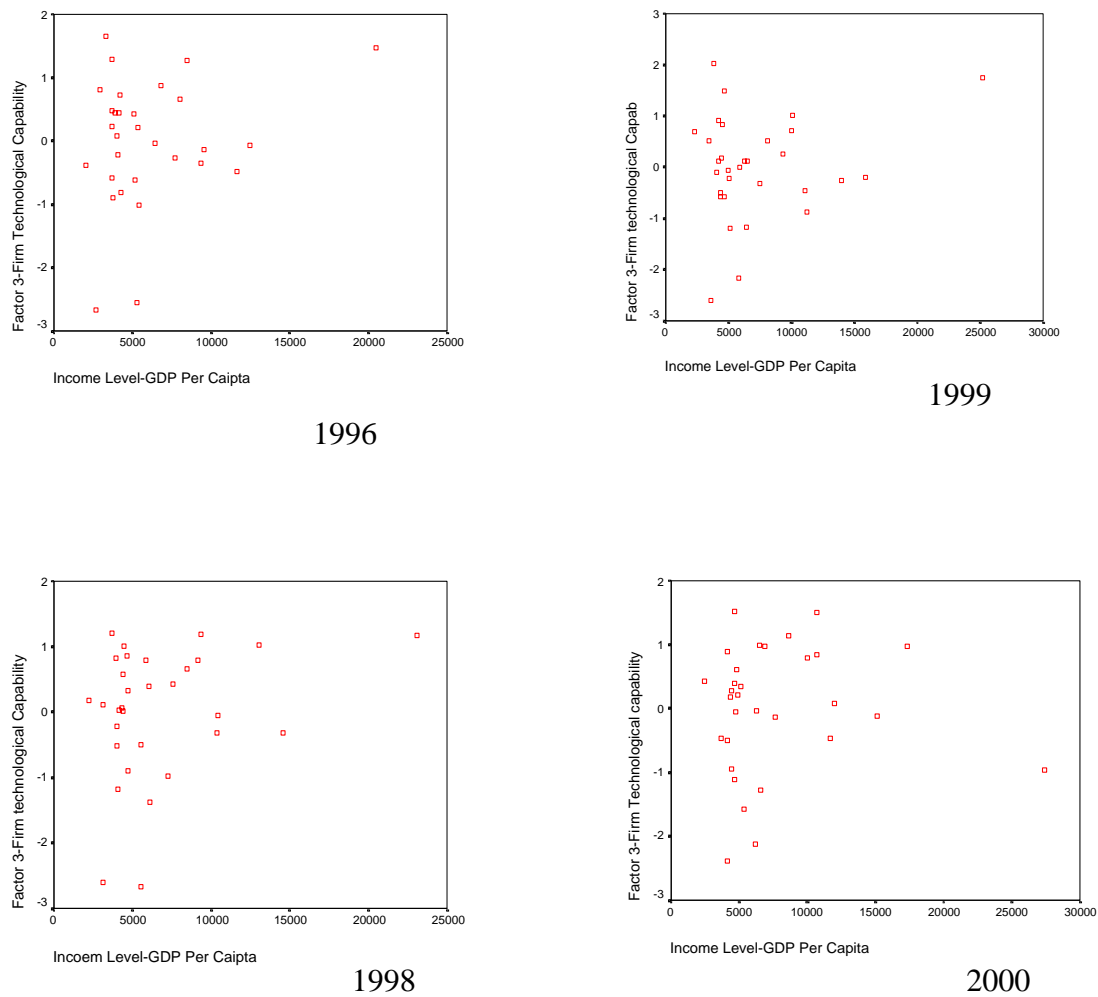 2
1
0
-1
-2
-3
0 5000 10000 15000 20000 25000
Factor 3-Firm Technological Capability
Income Level-GDP Per Caipta
1996
3
2
1
0
-1
-2
-3
0 5000 10000 15000 20000 25000 30000
Factor 3-Firm technological Capab
Income Level-GDP Per Capita
1999
2
1
0
-1
-2
-3
0 5000 10000 15000 20000 25000
Factor 3-Firm technological Capability
Incoem Level-GDP Per Caipta
1998
2
1
0
-1
-2
-3
0 5000 10000 15000 20000 25000 30000
Factor 3-Firm Technological capability
Income Level-GDP Per Capita
2000